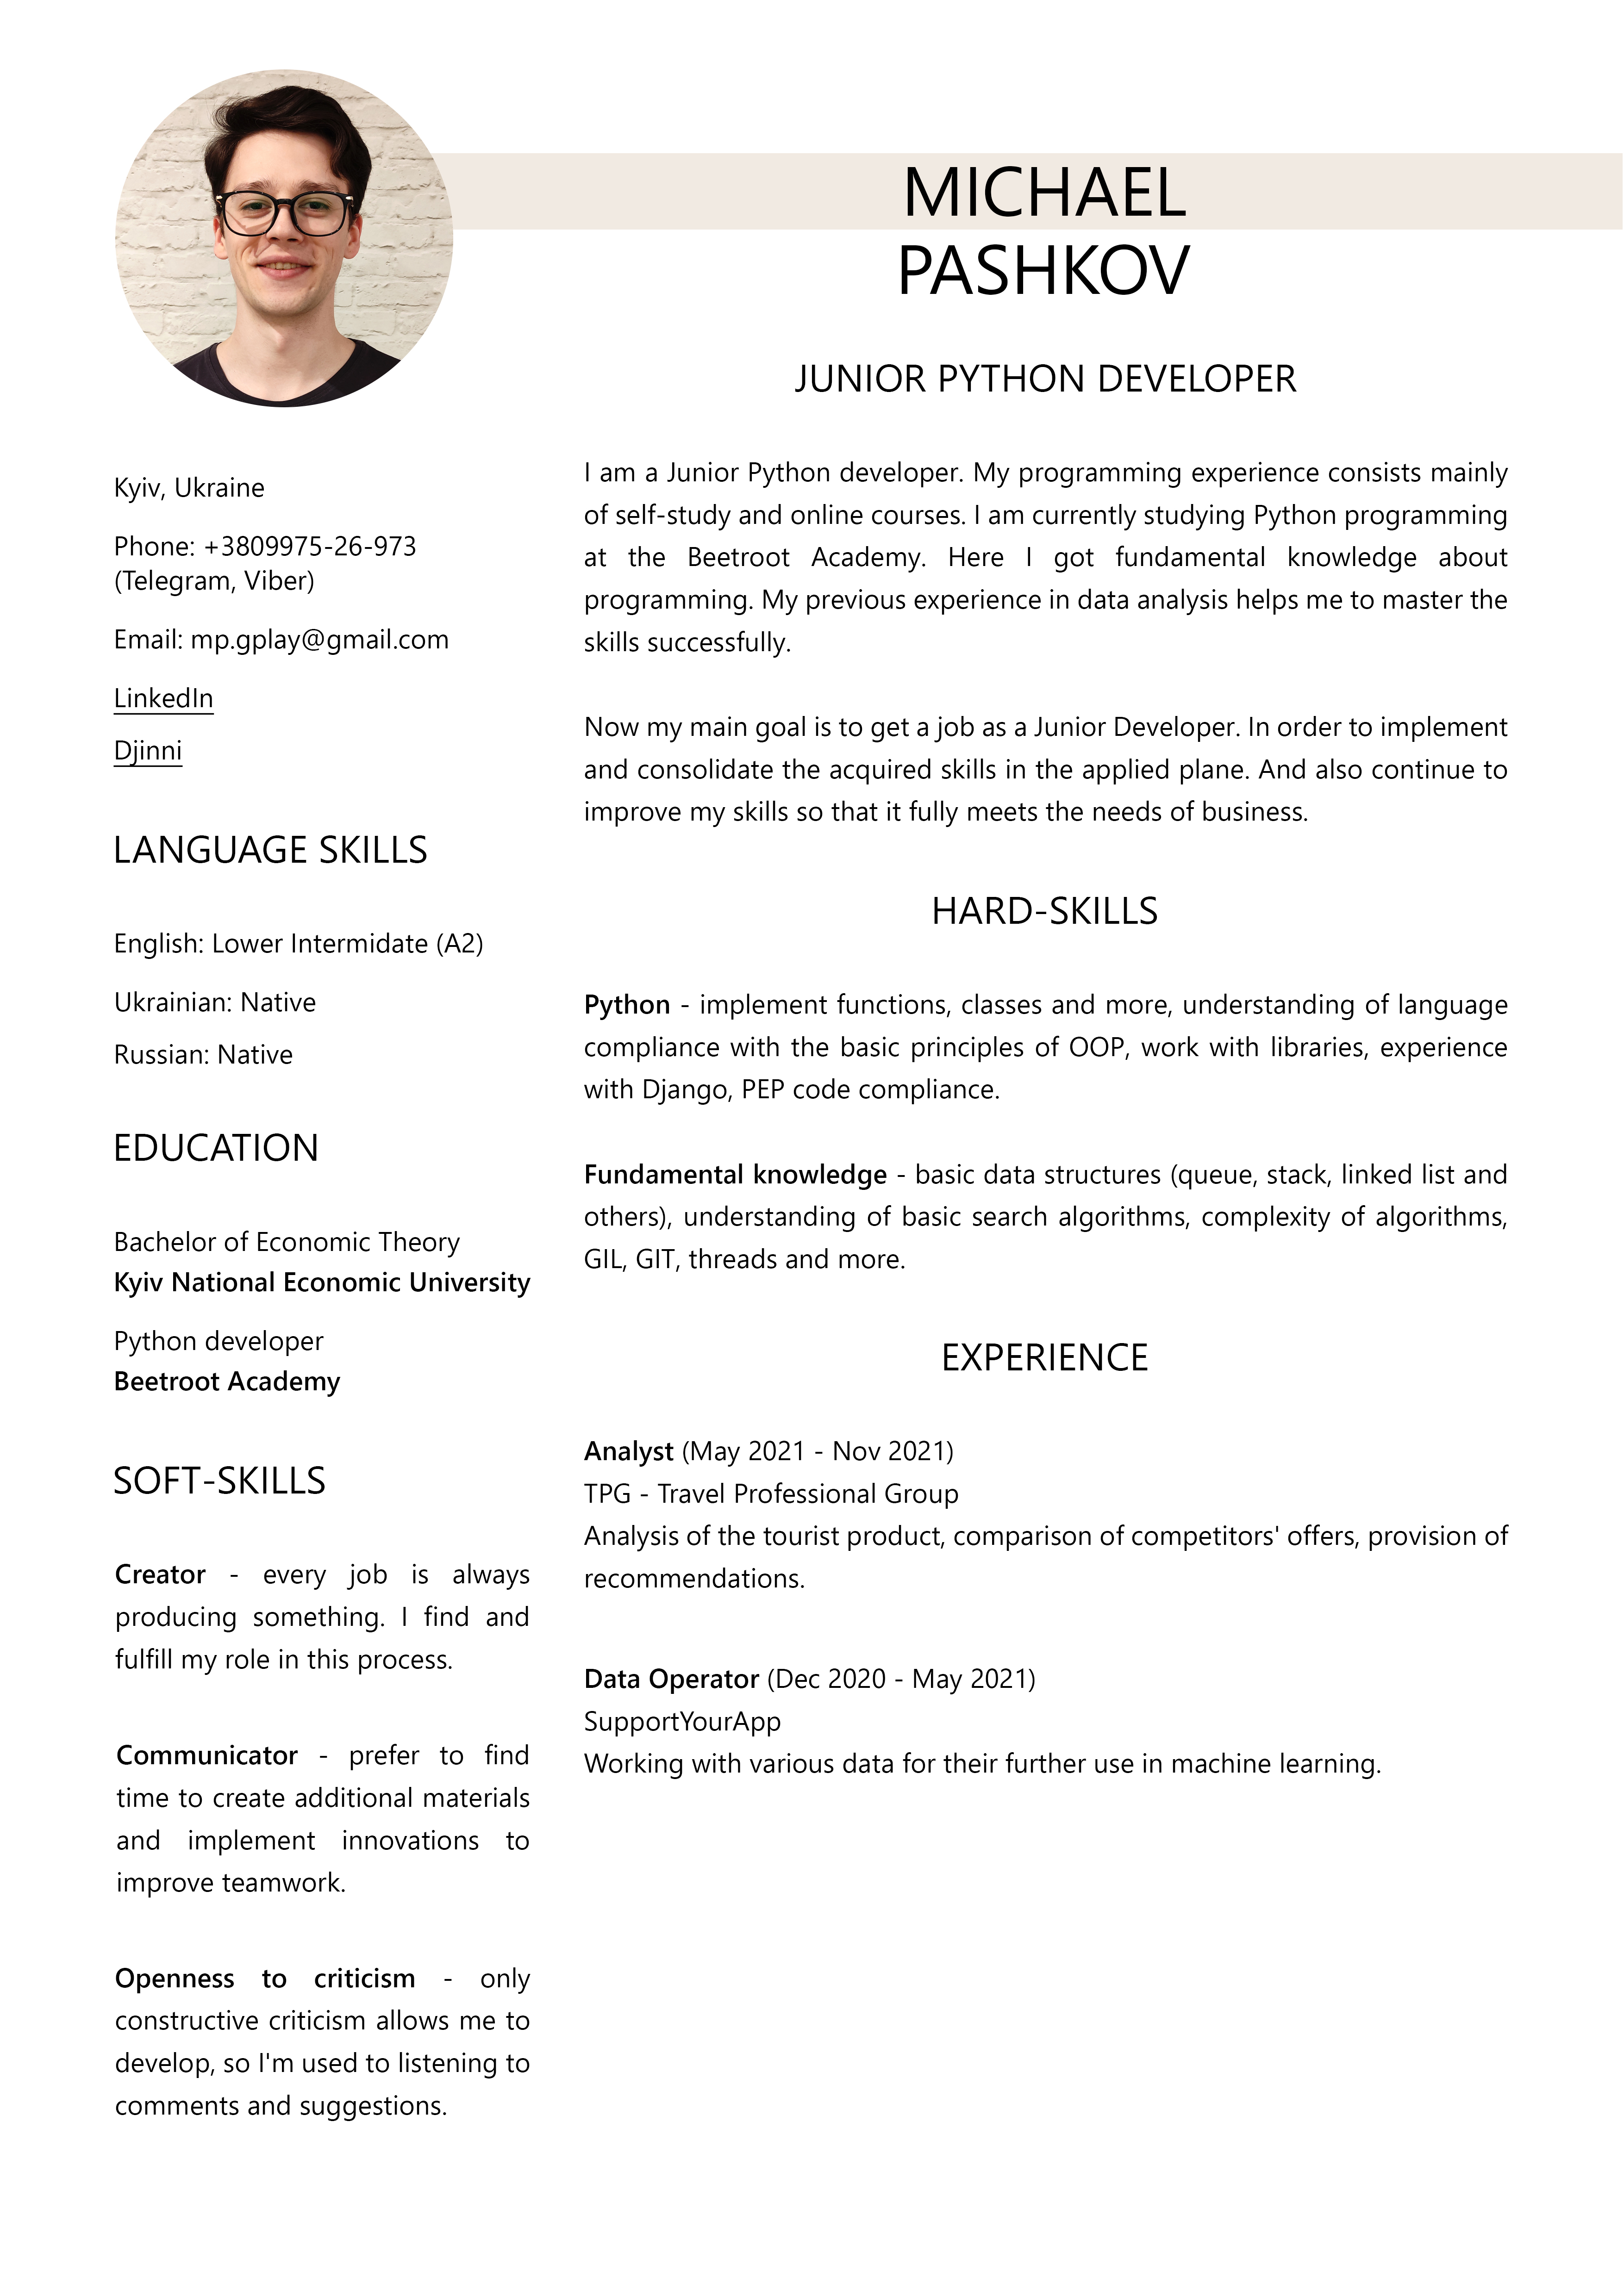 MICHAEL
PASHKOV
JUNIOR PYTHON DEVELOPER
Kyiv, Ukraine
Phone: +3809975-26-973
(Telegram, Viber)
Email: mp.gplay@gmail.com
LinkedIn
Djinni
LANGUAGE SKILLS
English: Lower Intermidate (A2)
Ukrainian: Native
Russian: Native
EDUCATION
Bachelor of Economic Theory
Kyiv National Economic University
Python developer
Beetroot Academy
SOFT-SKILLS
Creator - every job is always
producing something. I find and
fulfill my role in this process.
Communicator - prefer to find
time to create additional materials
and implement innovations to
improve teamwork.
Openness to criticism - only
constructive criticism allows me to
develop, so I'm used to listening to
comments and suggestions.
I am a Junior Python developer. My programming experience consists mainly
of self-study and online courses. I am currently studying Python programming
at the Beetroot Academy. Here I got fundamental knowledge about
programming. My previous experience in data analysis helps me to master the
skills successfully.
Now my main goal is to get a job as a Junior Developer. In order to implement
and consolidate the acquired skills in the applied plane. And also continue to
improve my skills so that it fully meets the needs of business.
HARD-SKILLS
Python - implement functions, classes and more, understanding of language
compliance with the basic principles of OOP, work with libraries, experience
with Django, PEP code compliance.
Fundamental knowledge - basic data structures (queue, stack, linked list and
others), understanding of basic search algorithms, complexity of algorithms,
GIL, GIT, threads and more.
EXPERIENCE
Analyst (May 2021 - Nov 2021)
TPG - Travel Professional Group
Analysis of the tourist product, comparison of competitors' offers, provision of
recommendations.
Data Operator (Dec 2020 - May 2021)
SupportYourApp
Working with various data for their further use in machine learning.